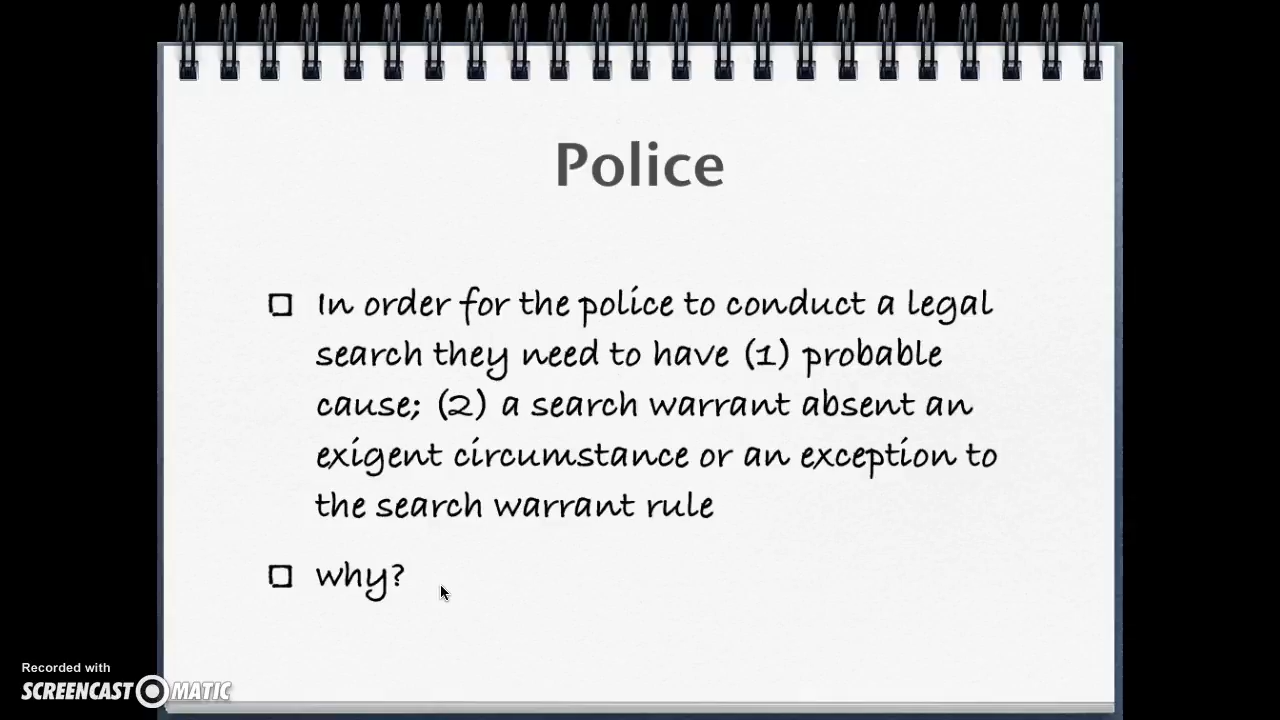 Police
In order for the police to conduct a legal
search they need to have (1) probable
cause; (2) a search warrant absent an
exigent circumstance or an exception to
the search warrant rule
why?
Recorded with
SCREENCAST MATIC